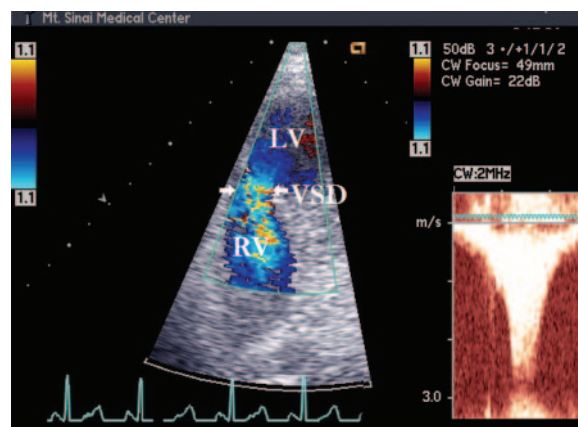 Mt. Sinai Medical Center
1.1
1.1
50dB 3 •/+1/1/2
CW Focus= 49mm
CW Gain= 22dB
1.1
1.1
CW:2MHz
LV
VSD
RV
m/s
3.0